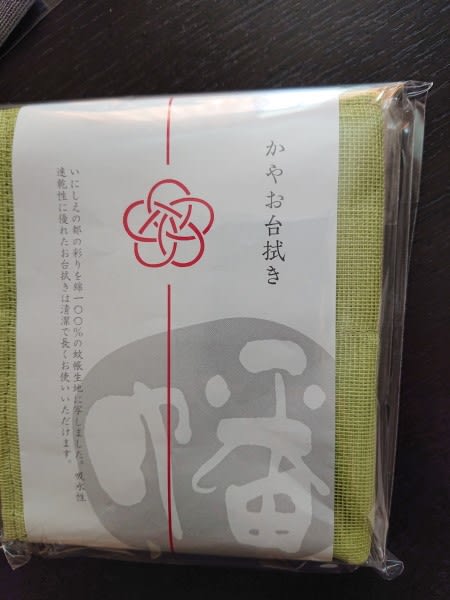 かやお台拭き
いにしえの都の彩りを綿一〇〇%の蚊帳生地に写しました。吸水性
速乾性に優れたお台拭きは清潔で長くお使いいただけます。
幡